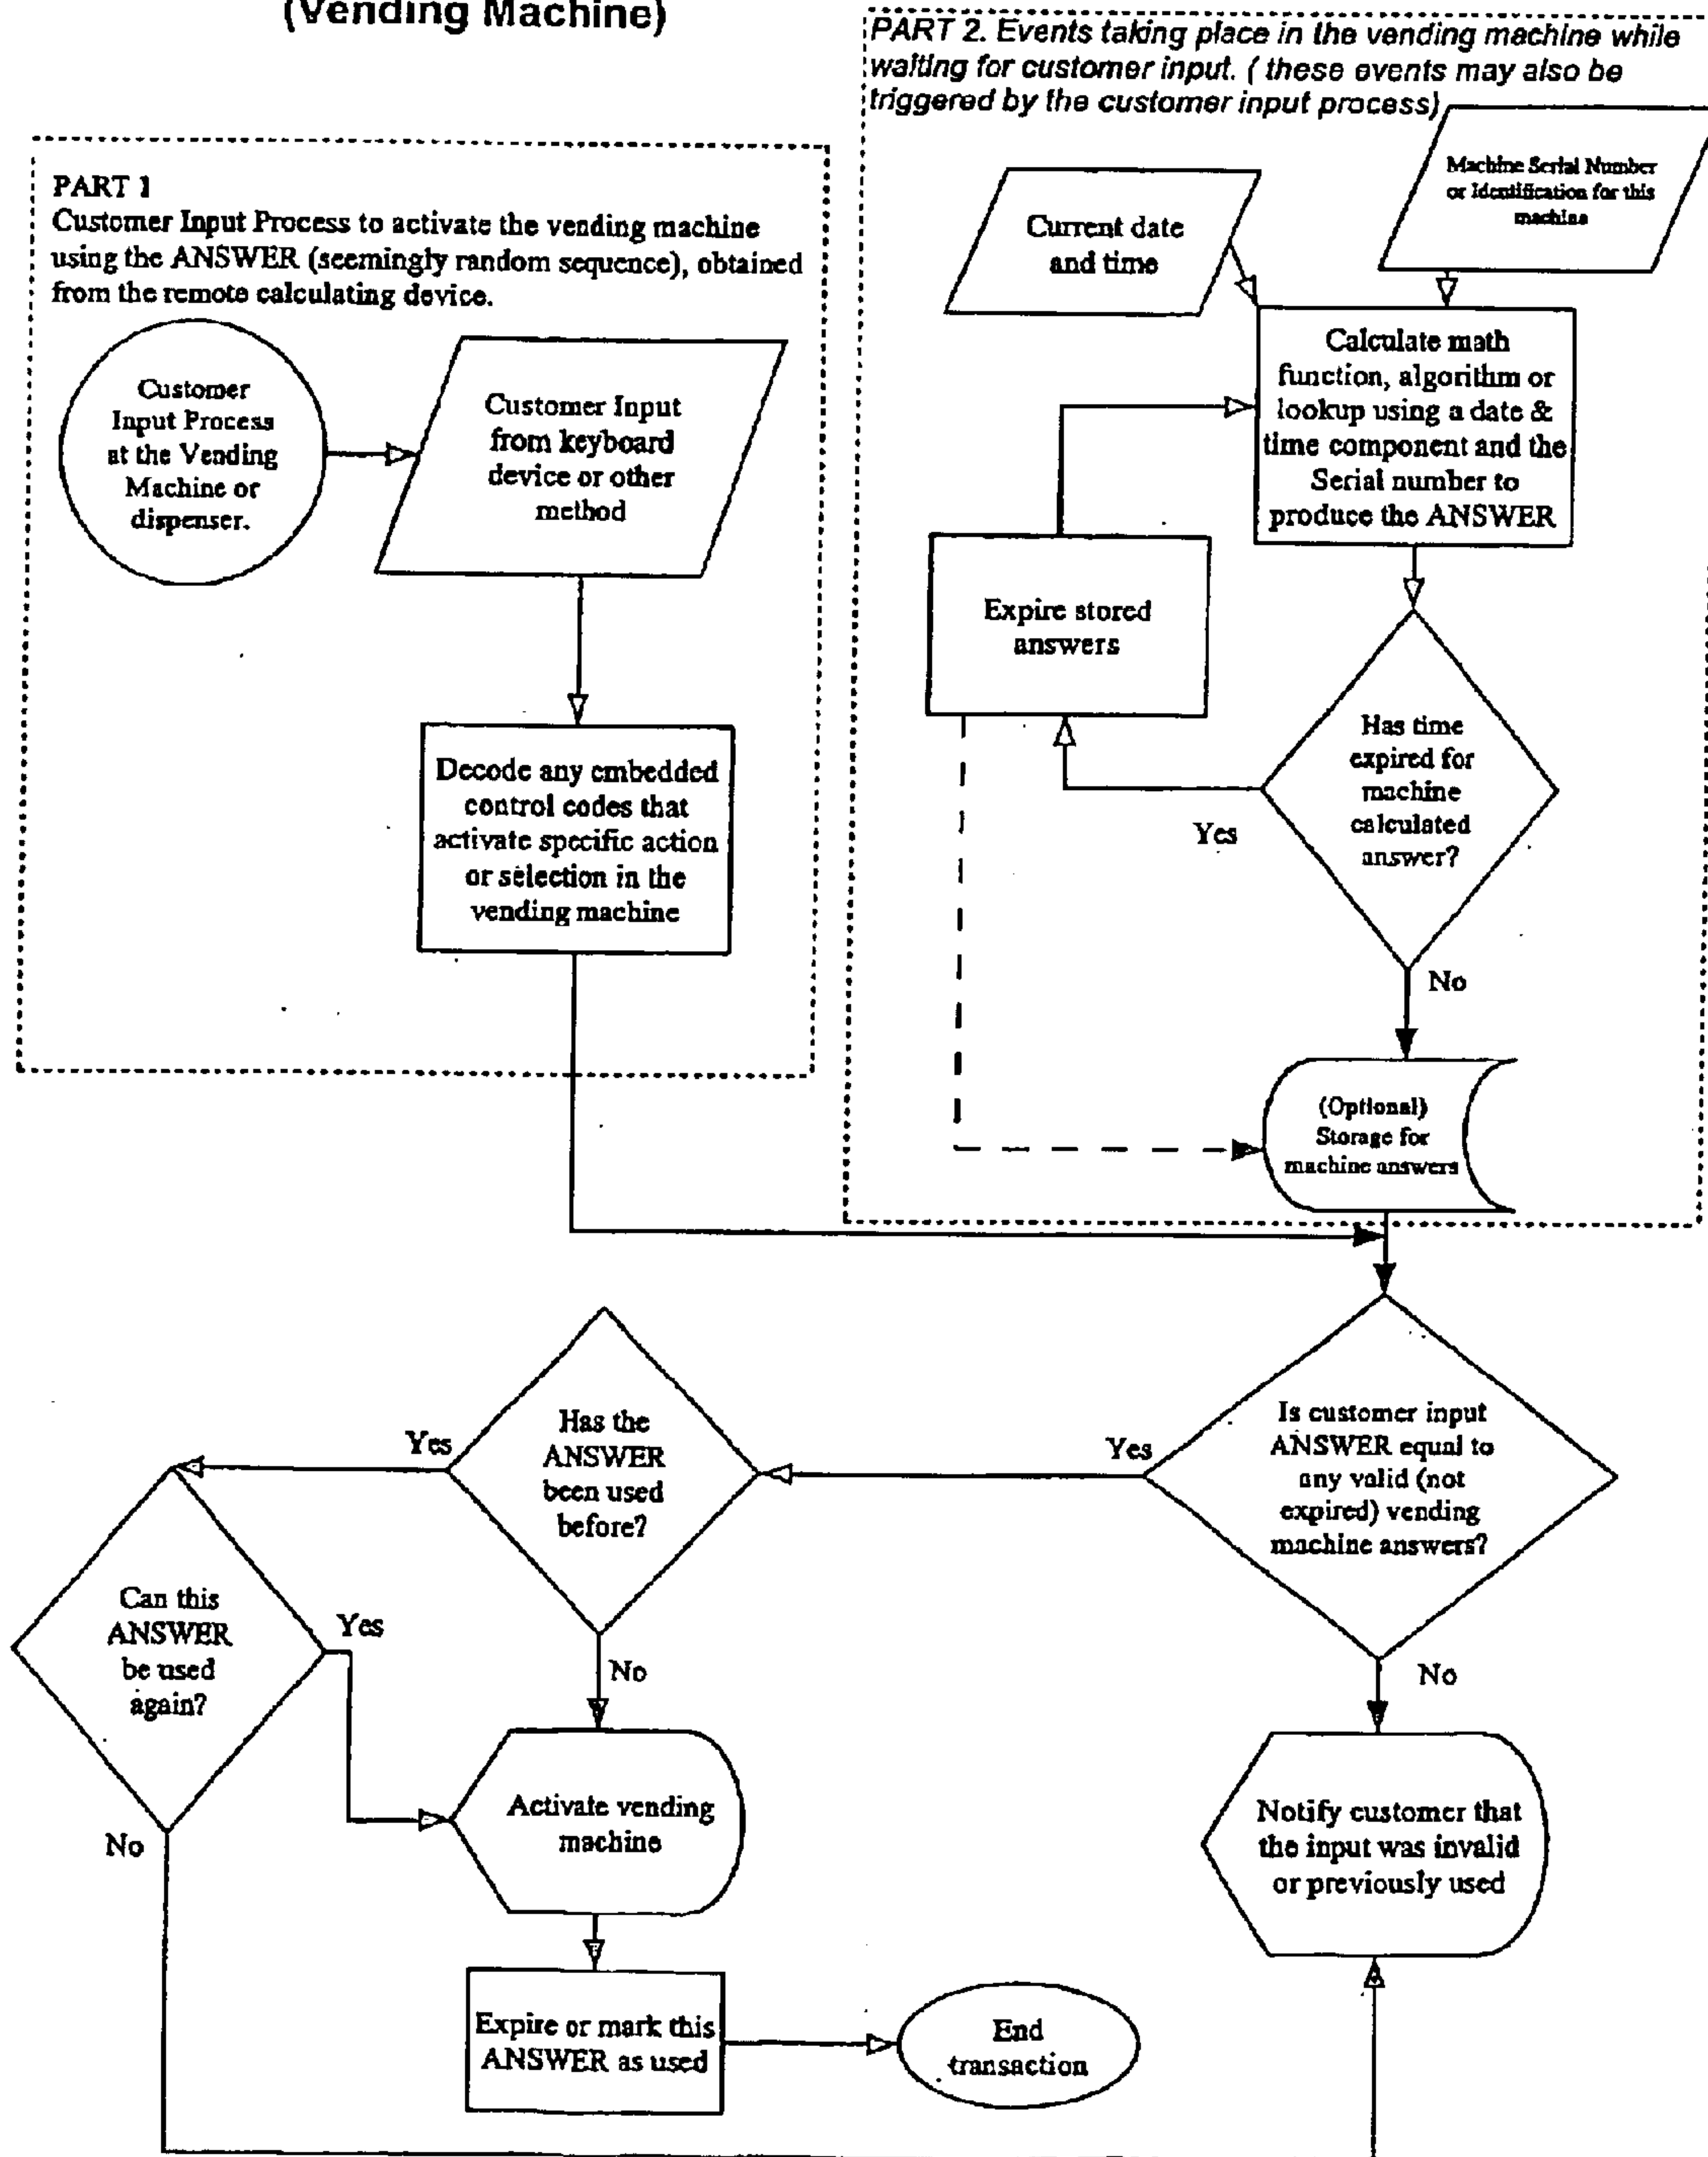 (Vending Machine)
PART 2. Events taking place in the vending machine while
waiting for customer input. ( these events may also be
triggered by the customer input process)
PART 1
Customer Input Process to activate the vending machine
using the ANSWER (seemingly random sequence), obtained
from the remote calculating device.
Customer
Input Process
at the Vending
Machine or
dispenser.
Customer Input
from keyboard
device or other
method
Decode any embedded
control codes that
activate specific action
or selection in the
vending machine
Current date
and time
Machine Serial Number
or Identification for this
machine
Calculate math
function, algorithm or
lookup using a date &
time component and the
Serial number to
produce the ANSWER
Expire stored
answers
Has time
expired for
machine
calculated
answer?
Yes
No
(Optional)
Storage for
machine answers
Is customer input
ANSWER equal to
any valid (not
expired) vending
machine answers?
Yes
No
Has the
ANSWER
been used
before?
Yes
No
Can this
ANSWER
be used
again?
Yes
No
Activate vending
machine
Notify customer that
the input was invalid
or previously used
Expire or mark this
ANSWER as used
End
transaction